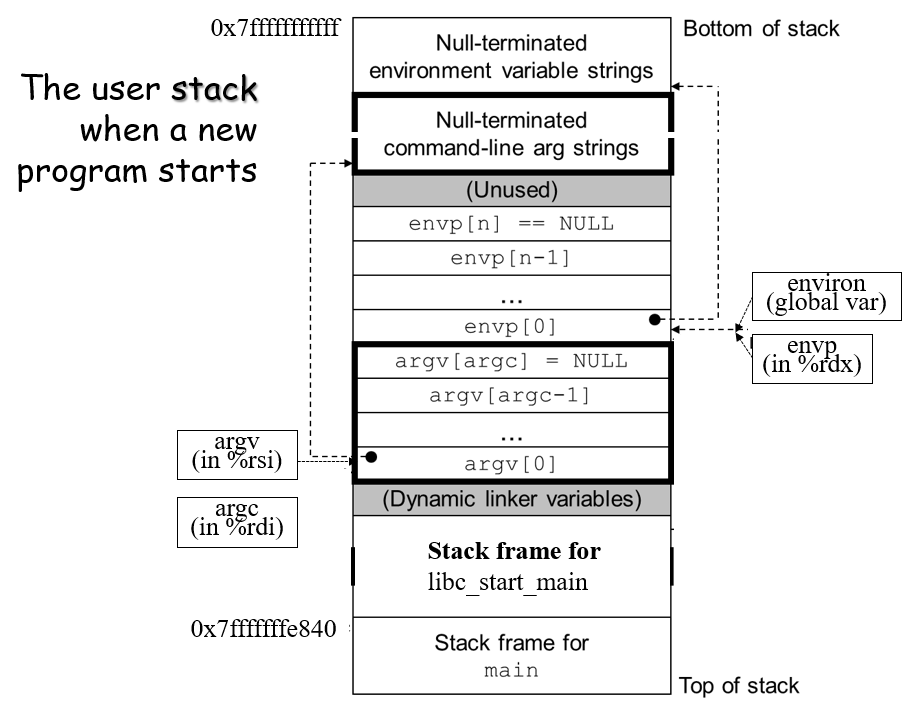 0x7fffffffffff
Bottom of stack
Null-terminated
environment variable strings
The user stack
when a new
program starts
Null-terminated
command-line arg strings
(Unused)
envp[n] == NULL
envp[n-1]
...
envp[0]
environ
(global var)
envp
(in %rdx)
argv[argc] = NULL
argv[argc-1]
...
argv[0]
argv
(in %rsi)
argc
(in %rdi)
(Dynamic linker variables)
Stack frame for
libc_start_main
0x7fffffffe840
Stack frame for
main
Top of stack